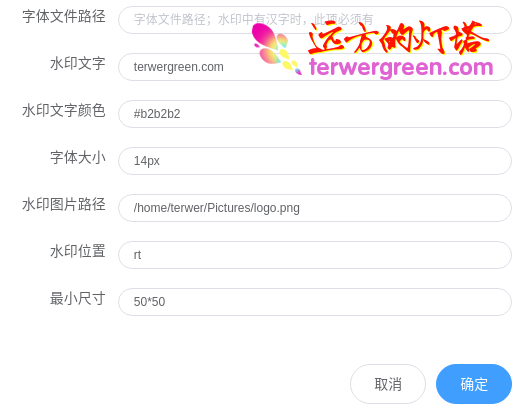 字体文件路径
字体文件路径；水印中有汉字时，此项必须有
远方的灯塔
水印文字
terwergreen.com
terwergreen.com
水印文字颜色
#b2b2b2
字体大小
14px
水印图片路径
/home/terwer/Pictures/logo.png
水印位置
rt
最小尺寸
50*50
取消
确定